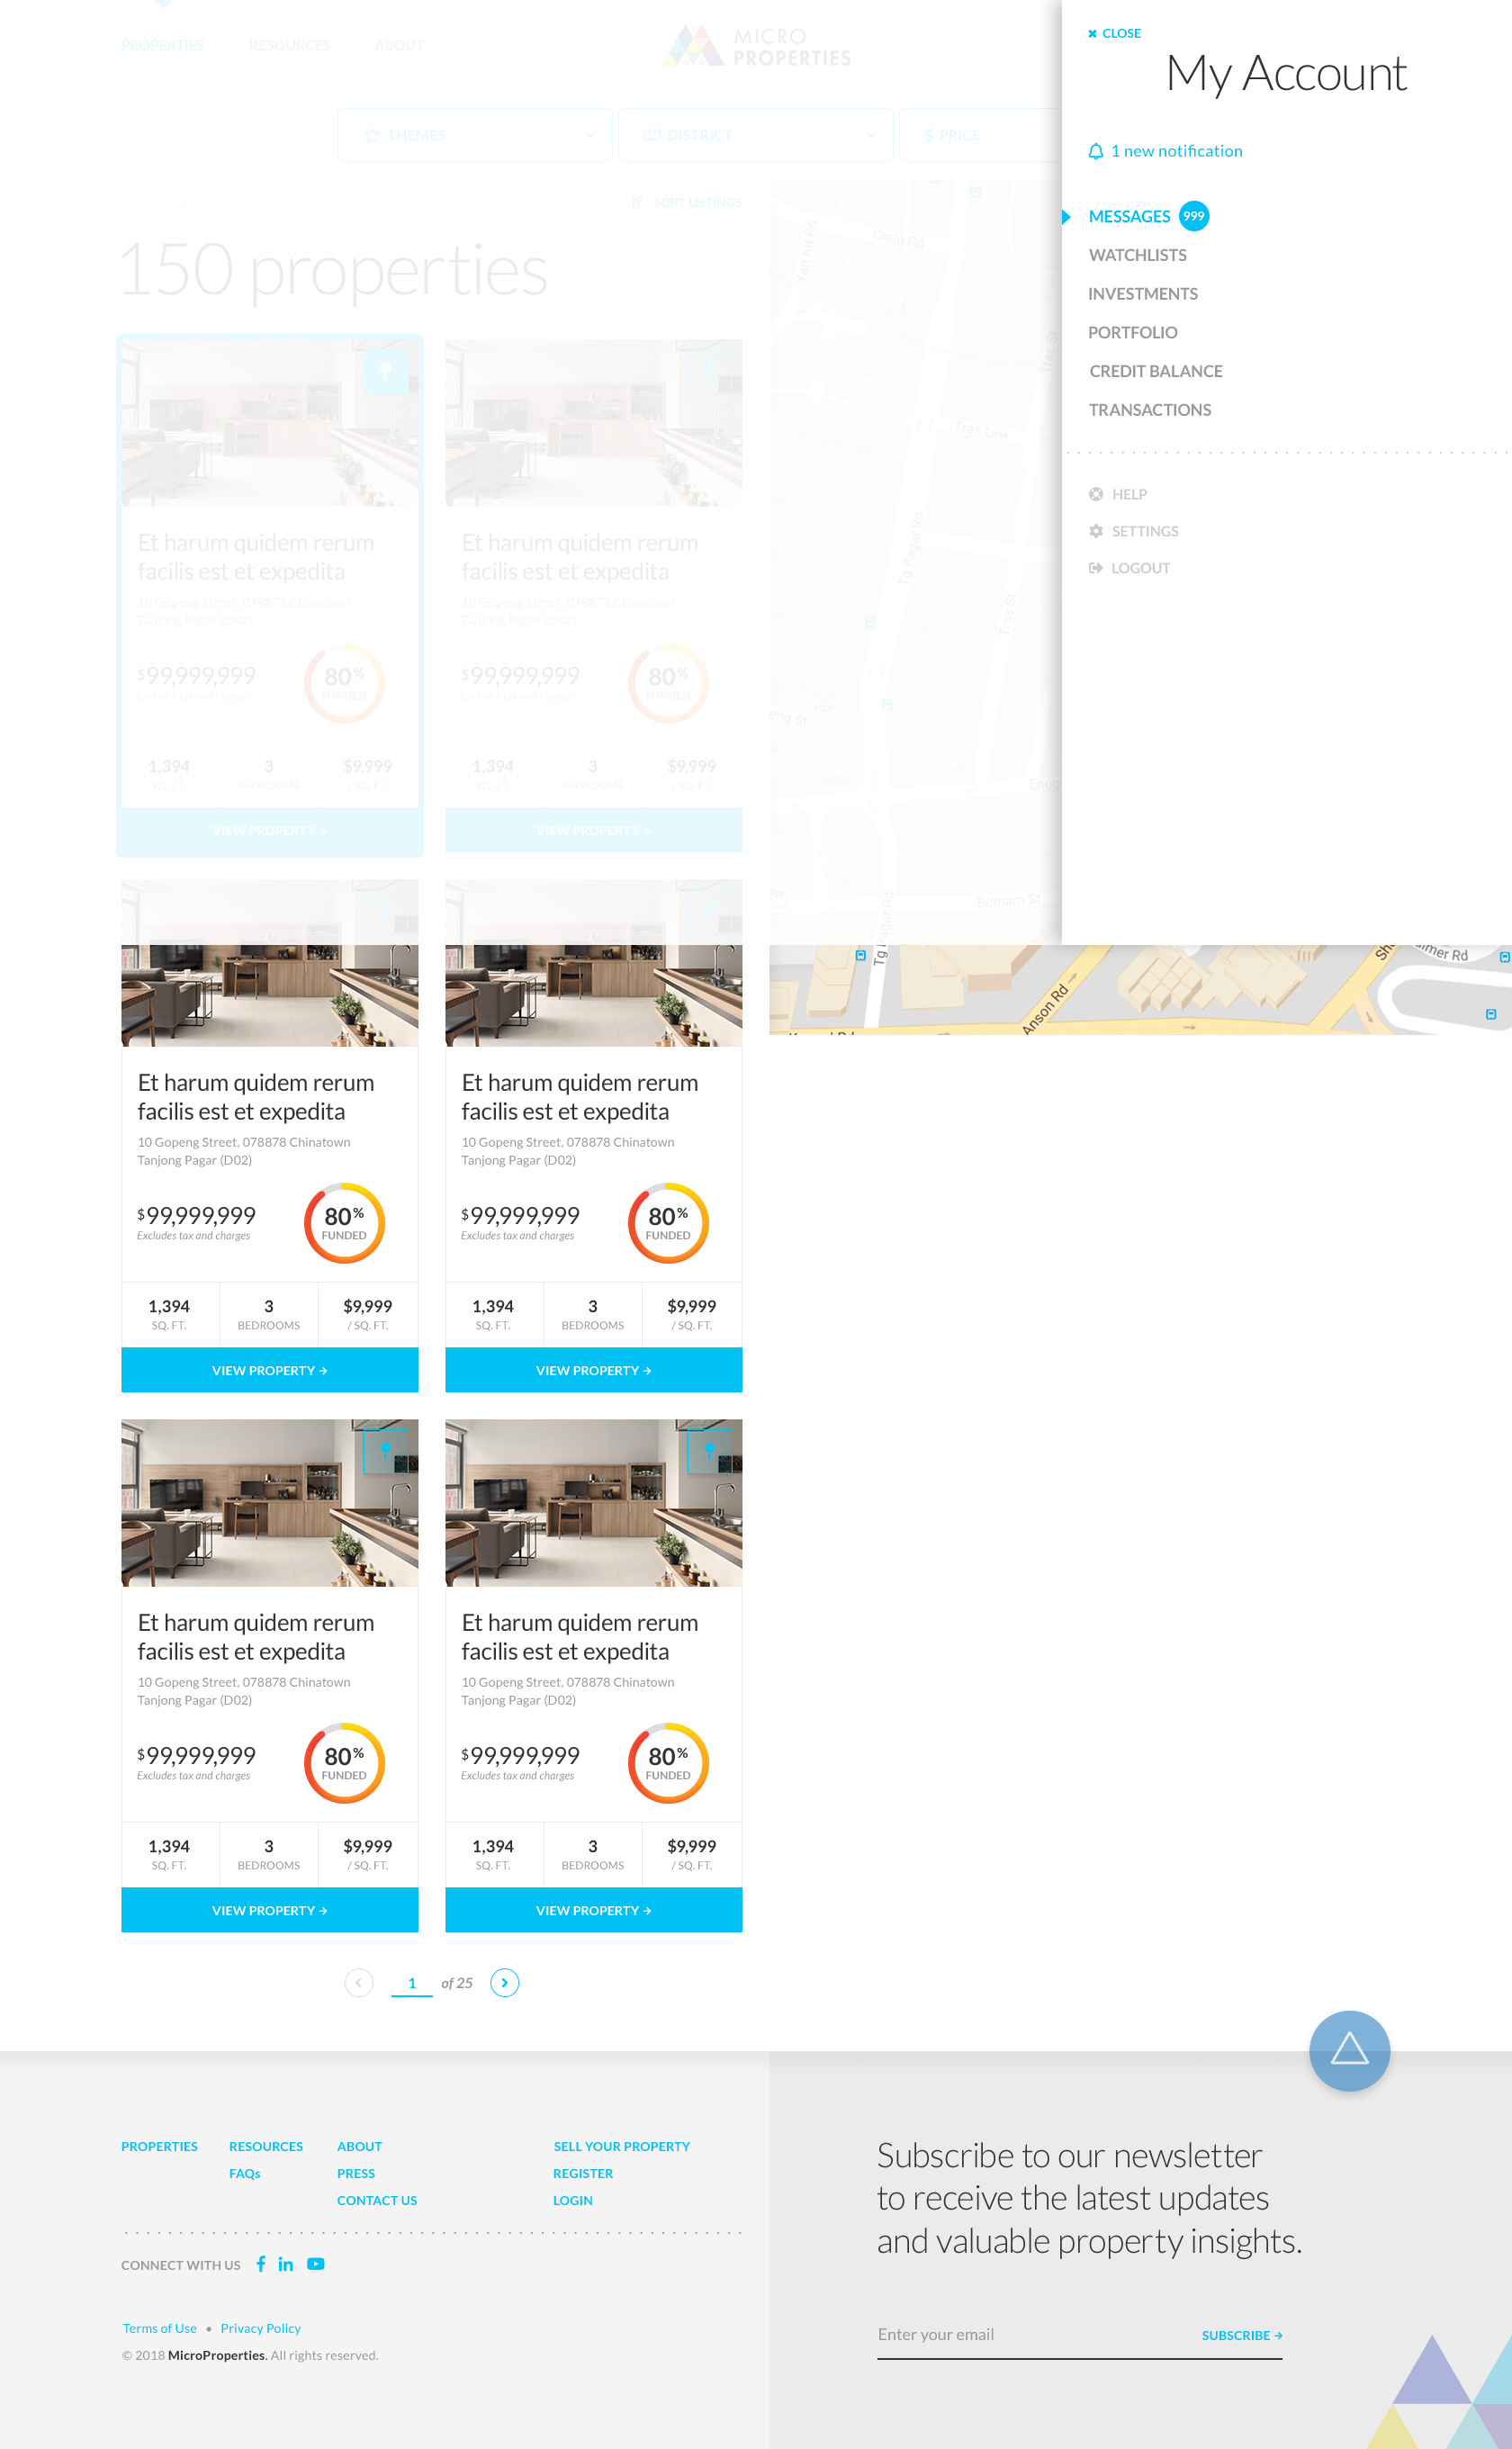 PROPERTIES
RESOURCES
ABOUT
MICRO
PROPERTIES
THEMES
DISTRICT
$ PRICE
SORT LISTINGS
150 properties
Et harum quidem rerum
facilis est et expedita
10 Gopeng Street, 078878 Chinatown
Tanjong Pagar (D02)
$99,999,999
Excludes tax and charges
80%
FUNDED
1,394
SQ. FT.
3
BEDROOMS
$9,999
/ SQ. FT.
VIEW PROPERTY →
Et harum quidem rerum
facilis est et expedita
10 Gopeng Street, 078878 Chinatown
Tanjong Pagar (D02)
$99,999,999
Excludes tax and charges
80%
FUNDED
1,394
SQ. FT.
3
BEDROOMS
$9,999
/ SQ. FT.
VIEW PROPERTY →
Craig Rd
Yan Kit Rd
Tras St
Tras Link
Tg Pagar Rd
Tras St
eng St
Engg
Bernam St
Tg Pagar Rd
Anson Rd
CLOSE
My Account
1 new notification
MESSAGES 999
WATCHLISTS
INVESTMENTS
PORTFOLIO
CREDIT BALANCE
TRANSACTIONS
HELP
SETTINGS
LOGOUT
Et harum quidem rerum
facilis est et expedita
10 Gopeng Street, 078878 Chinatown
Tanjong Pagar (D02)
$99,999,999
Excludes tax and charges
80%
FUNDED
1,394
SQ. FT.
3
BEDROOMS
$9,999
/ SQ. FT.
VIEW PROPERTY →
Et harum quidem rerum
facilis est et expedita
10 Gopeng Street, 078878 Chinatown
Tanjong Pagar (D02)
$99,999,999
Excludes tax and charges
80%
FUNDED
1,394
SQ. FT.
3
BEDROOMS
$9,999
/ SQ. FT.
VIEW PROPERTY →
Et harum quidem rerum
facilis est et expedita
10 Gopeng Street, 078878 Chinatown
Tanjong Pagar (D02)
$99,999,999
Excludes tax and charges
80%
FUNDED
1,394
SQ. FT.
3
BEDROOMS
$9,999
/ SQ. FT.
VIEW PROPERTY →
Et harum quidem rerum
facilis est et expedita
10 Gopeng Street, 078878 Chinatown
Tanjong Pagar (D02)
$99,999,999
Excludes tax and charges
80%
FUNDED
1,394
SQ. FT.
3
BEDROOMS
$9,999
/ SQ. FT.
VIEW PROPERTY →
1 of 25
PROPERTIES
RESOURCES
FAQs
ABOUT
PRESS
CONTACT US
SELL YOUR PROPERTY
REGISTER
LOGIN
CONNECT WITH US
Terms of Use • Privacy Policy
© 2018 MicroProperties. All rights reserved.
Subscribe to our newsletter
to receive the latest updates
and valuable property insights.
Enter your email
SUBSCRIBE →